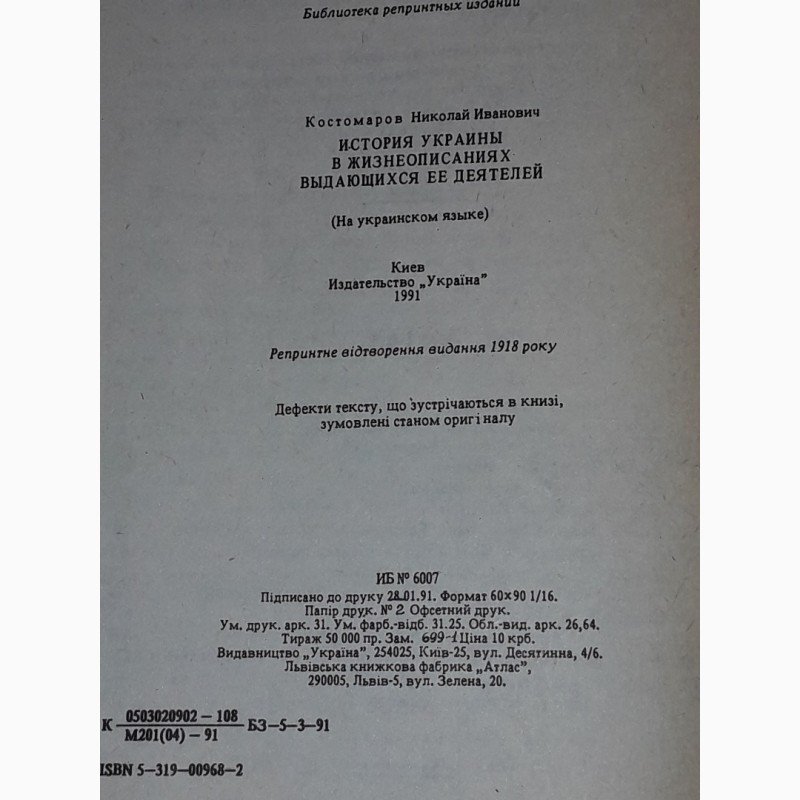 Библиотека репринтных изданий
Костомаров Николай Иванович
ИСТОРИЯ УКРАИНЫ
В ЖИЗНЕОПИСАНИЯХ
ВЫДАЮЩИХСЯ ЕЕ ДЕЯТЕЛЕЙ
(На украинском языке)
Киев
Издательство „Україна”
1991
Репринтне відтворення видання 1918 року
Дефекти тексту, що зустрічаються в книзі,
зумовлені станом оригіналу
ИБ № 6007
Підписано до друку 28.01.91. Формат 60×90 1/16.
Папір друк. № 2 Офсетний друк.
Ум. друк. арк. 31. Ум. фарб.-відб. 31.25. Обл.-вид. арк. 26,64.
Тираж 50 000 пр. Зам. 699-1 Ціна 10 крб.
Видавництво „Україна”, 254025, Київ-25, вул. Десятинна, 4/6.
Львівська книжкова фабрика „Атлас”,
290005, Львів-5, вул. Зелена, 20.
К 0503020902 – 108 БЗ–5–3–91
М201(04) – 91
ISBN 5–319–00968–2